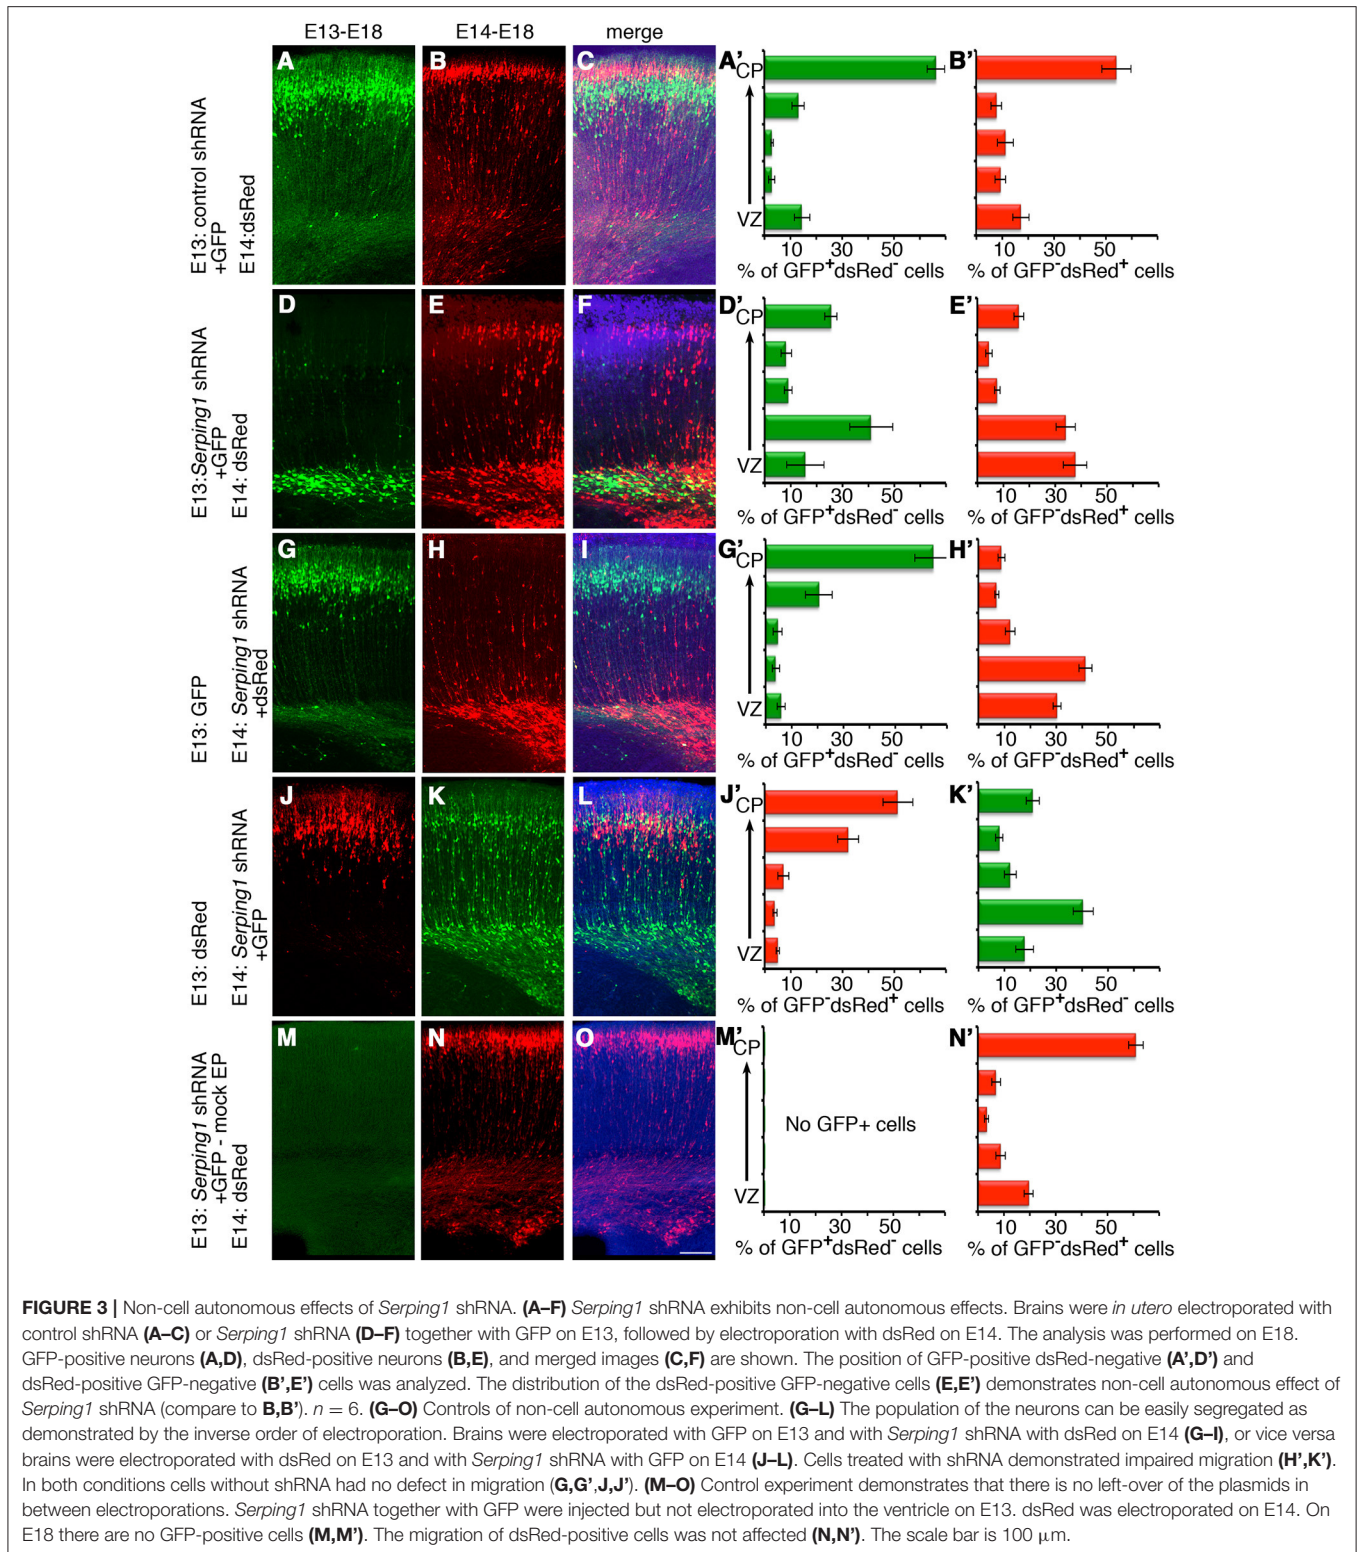 E13-E18 E14-E18 merge
E13: control shRNA
+GFP
E14:dsRed
A B C
A’ B’
CP
VZ
10 30 50 10 30 50
% of GFP+dsRed- cells % of GFP-dsRed+ cells
E13:Serping1 shRNA
+GFP
E14: dsRed
D E F
D’ E’
CP
VZ
10 30 50 10 30 50
% of GFP+dsRed- cells % of GFP-dsRed+ cells
E13: GFP
E14: Serping1 shRNA
+dsRed
G H I
G’ H’
CP
VZ
10 30 50 10 30 50
% of GFP+dsRed- cells % of GFP-dsRed+ cells
E13: dsRed
E14: Serping1 shRNA
+GFP
J K L
J’ K’
CP
VZ
10 30 50 10 30 50
% of GFP-dsRed+ cells % of GFP+dsRed- cells
E13: Serping1 shRNA
+GFP - mock EP
E14: dsRed
M N O
M’ N’
CP
No GFP+ cells
VZ
10 30 50 10 30 50
% of GFP+dsRed- cells % of GFP-dsRed+ cells
FIGURE 3 | Non-cell autonomous effects of Serping1 shRNA. (A–F) Serping1 shRNA exhibits non-cell autonomous effects. Brains were in utero electroporated with
control shRNA (A–C) or Serping1 shRNA (D–F) together with GFP on E13, followed by electroporation with dsRed on E14. The analysis was performed on E18.
GFP-positive neurons (A,D), dsRed-positive neurons (B,E), and merged images (C,F) are shown. The position of GFP-positive dsRed-negative (A’,D’) and
dsRed-positive GFP-negative (B’,E’) cells was analyzed. The distribution of the dsRed-positive GFP-negative cells (E,E’) demonstrates non-cell autonomous effect of
Serping1 shRNA (compare to B,B’). n = 6. (G–O) Controls of non-cell autonomous experiment. (G–L) The population of the neurons can be easily segregated as
demonstrated by the inverse order of electroporation. Brains were electroporated with GFP on E13 and with Serping1 shRNA with dsRed on E14 (G–I), or vice versa
brains were electroporated with dsRed on E13 and with Serping1 shRNA with GFP on E14 (J–L). Cells treated with shRNA demonstrated impaired migration (H’,K’).
In both conditions cells without shRNA had no defect in migration (G,G’,J,J’). (M–O) Control experiment demonstrates that there is no left-over of the plasmids in
between electroporations. Serping1 shRNA together with GFP were injected but not electroporated into the ventricle on E13. dsRed was electroporated on E14. On
E18 there are no GFP-positive cells (M,M’). The migration of dsRed-positive cells was not affected (N,N’). The scale bar is 100 μm.